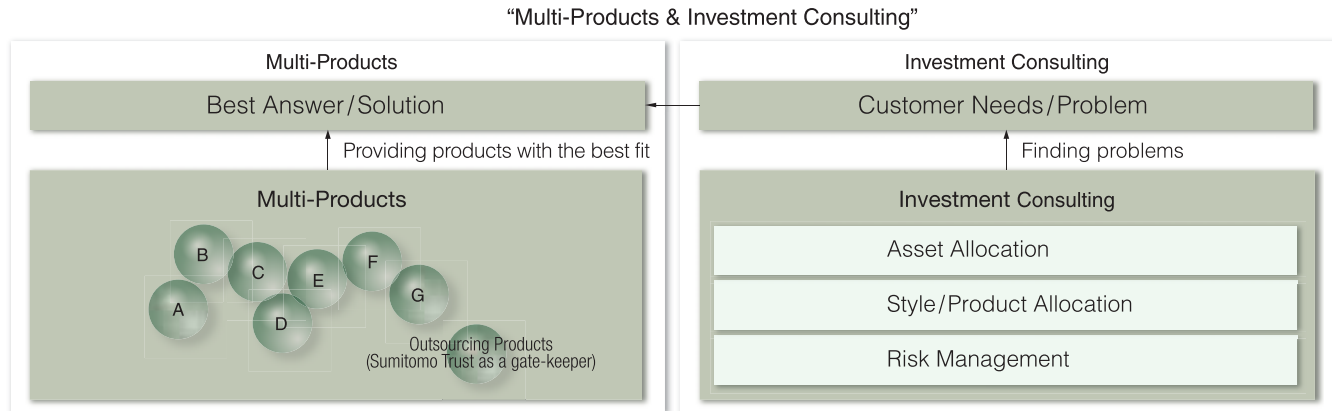 “Multi-Products & Investment Consulting”
Multi-Products
Best Answer/Solution
Providing products with the best fit
Multi-Products
B
C
E
F
G
A
D
Outsourcing Products
(Sumitomo Trust as a gate-keeper)
Investment Consulting
Customer Needs/Problem
Finding problems
Investment Consulting
Asset Allocation
Style/Product Allocation
Risk Management